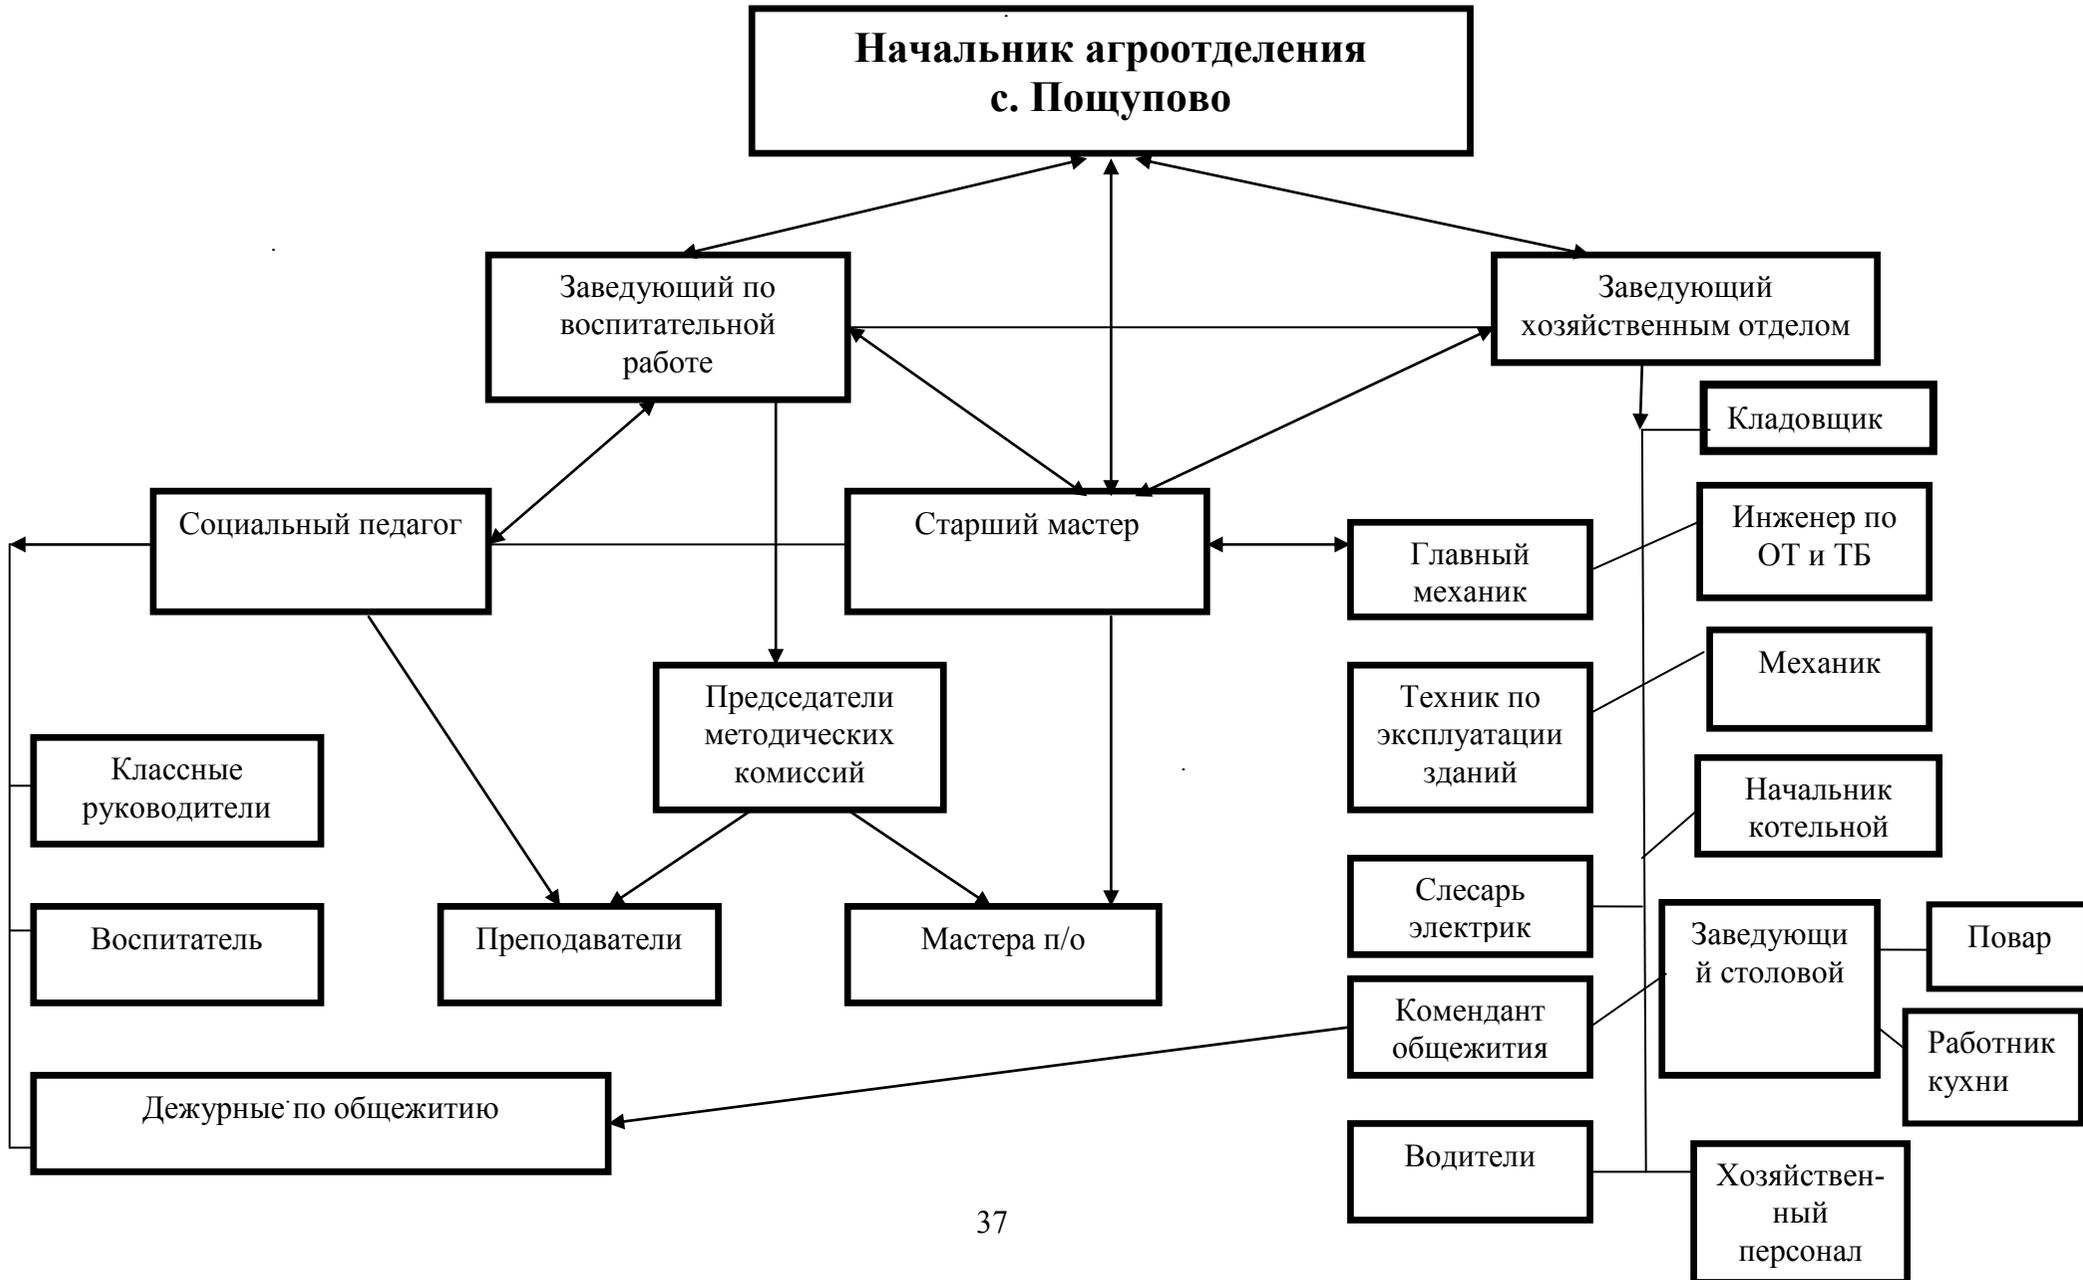 Начальник агроотделения
с. Пощупово
Заведующий по
воспитательной
работе
Заведующий
хозяйственным отделом
Кладовщик
Социальный педагог
Старший мастер
Главный
механик
Инженер по
ОТ и ТБ
Председатели
методических
комиссий
Техник по
эксплуатации
зданий
Механик
Классные
руководители
Начальник
котельной
Воспитатель
Преподаватели
Мастера п/о
Слесарь
электрик
Заведующи
й столовой
Повар
Комендант
общежития
Работник
кухни
Дежурные по общежитию
Водители
Хозяйствен-
ный
персонал
37